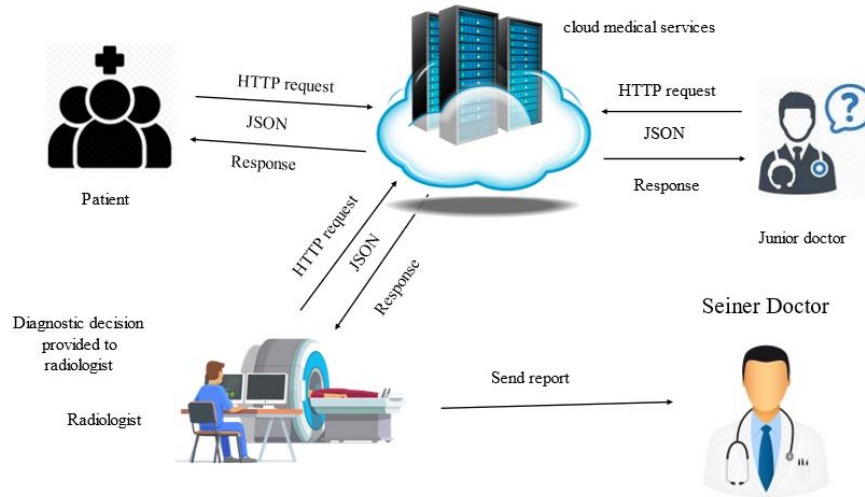 cloud medical services
HTTP request
JSON
Response
Patient
HTTP request
JSON
Response
Junior doctor
HTTP request
JSON
Response
Diagnostic decision
provided to
radiologist
Radiologist
Send report
Seiner Doctor